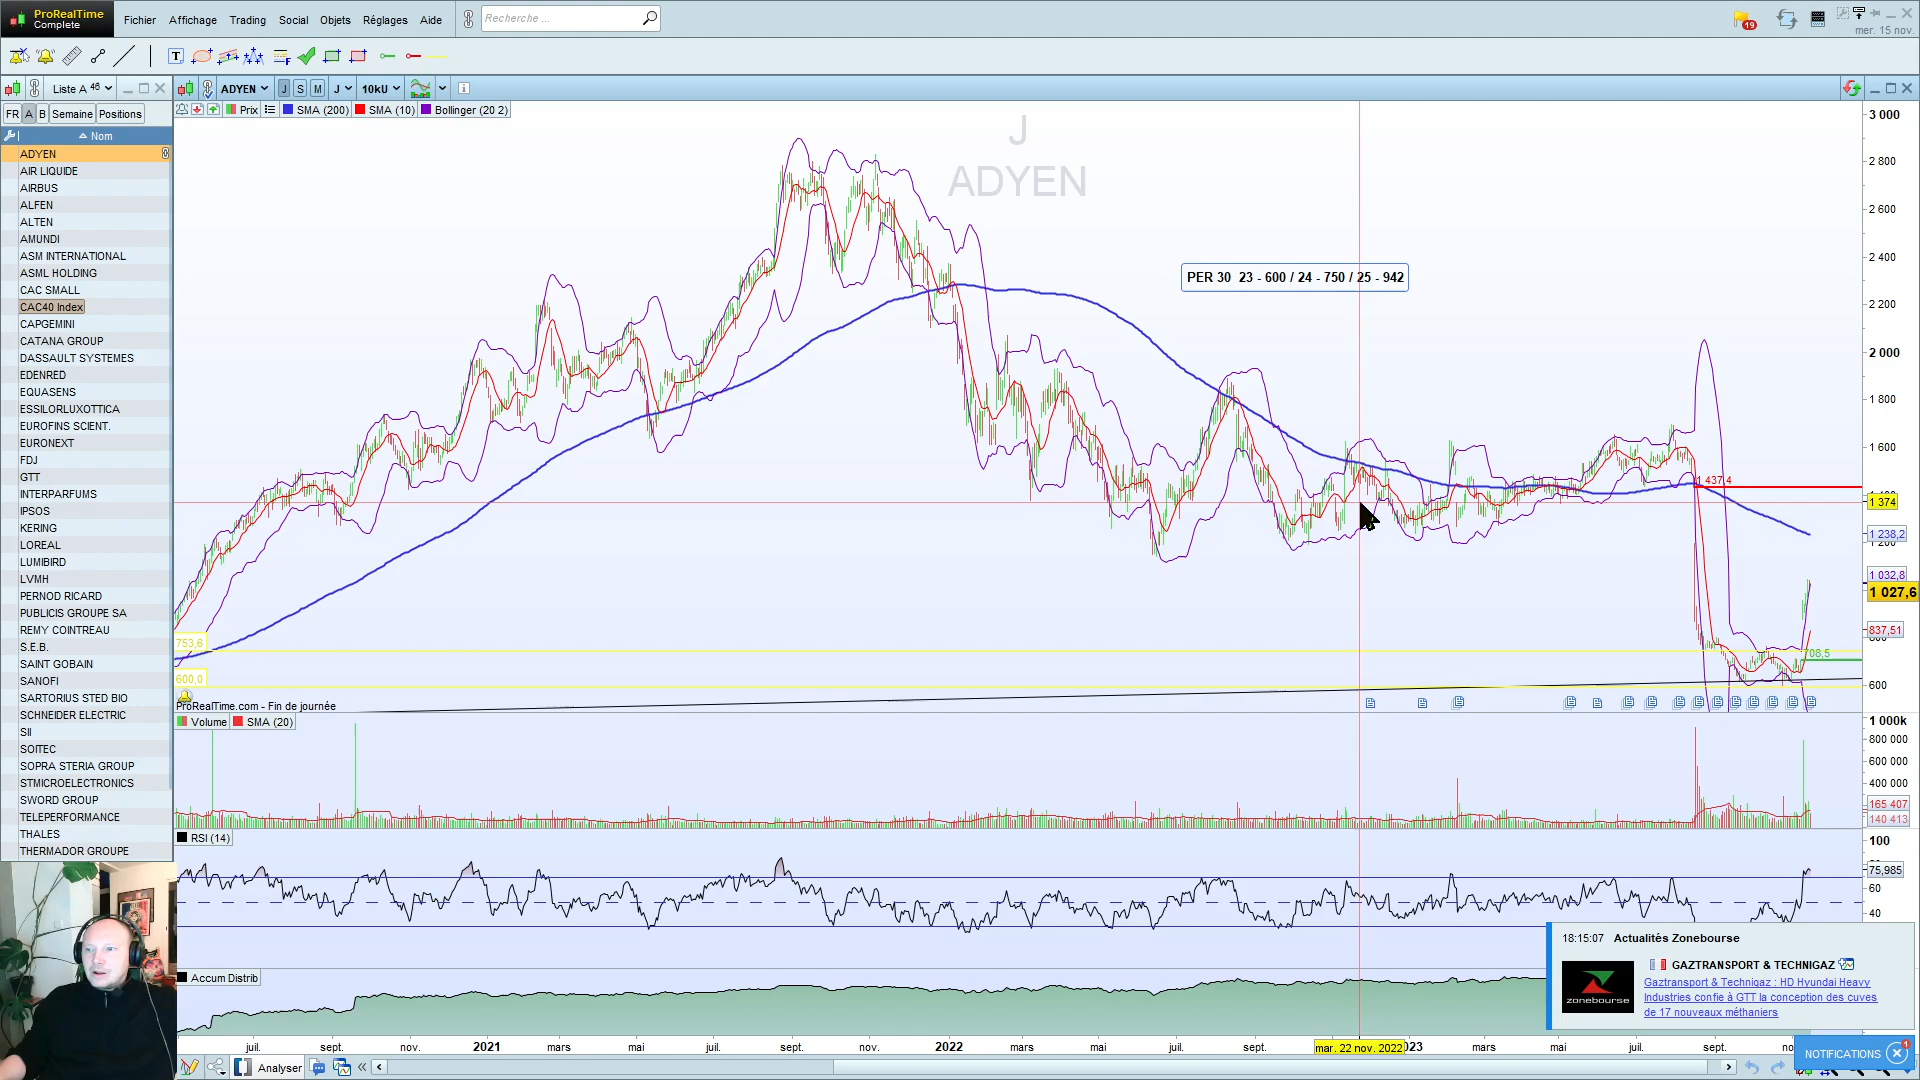 ProRealTime
Complete
Fichier Affichage Trading Social Objets Réglages Aide
Recherche ...
19
mer. 15 nov.
Liste A 46
ADYEN J S M J 10kU
FR A B Semaine Positions
Nom
ADYEN
AIR LIQUIDE
AIRBUS
ALFEN
ALTEN
AMUNDI
ASM INTERNATIONAL
ASML HOLDING
CAC SMALL
CAC40 Index
CAPGEMINI
CATANA GROUP
DASSAULT SYSTEMES
EDENRED
EQUASENS
ESSILORLUXOTTICA
EUROFINS SCIENT.
EURONEXT
FDJ
GTT
INTERPARFUMS
IPSOS
KERING
LOREAL
LUMIBIRD
LVMH
PERNOD RICARD
PUBLICIS GROUPE SA
REMY COINTREAU
S.E.B.
SAINT GOBAIN
SANOFI
SARTORIUS STED BIO
SCHNEIDER ELECTRIC
SII
SOITEC
SOPRA STERIA GROUP
STMICROELECTRONICS
SWORD GROUP
TELEPERFORMANCE
THALES
THERMADOR GROUPE
Prix SMA (200) SMA (10) Bollinger (20 2)
J
ADYEN
PER 30 23 - 600 / 24 - 750 / 25 - 942
3 000
2 800
2 600
2 400
2 200
2 000
1 800
1 600
1 437,4
1 374
1 238,2
1 032,8
1 027,6
837,51
753,6
708,5
600,0
600
ProRealTime.com - Fin de journée
Volume SMA (20)
1 000k
800 000
600 000
400 000
165 407
140 413
RSI (14)
100
75,985
60
40
Accum Distrib
18:15:07 Actualités Zonebourse
GAZTRANSPORT & TECHNIGAZ
zonebourse
Gaztransport & Technigaz : HD Hyundai Heavy
Industries confie à GTT la conception des cuves
de 17 nouveaux méthaniers
juil. sept. nov. 2021 mars mai juil. sept. nov. 2022 mars mai juil. sept. mar. 22 nov. 2022 023 mars mai juil. sept.
Analyser
NOTIFICATIONS 1